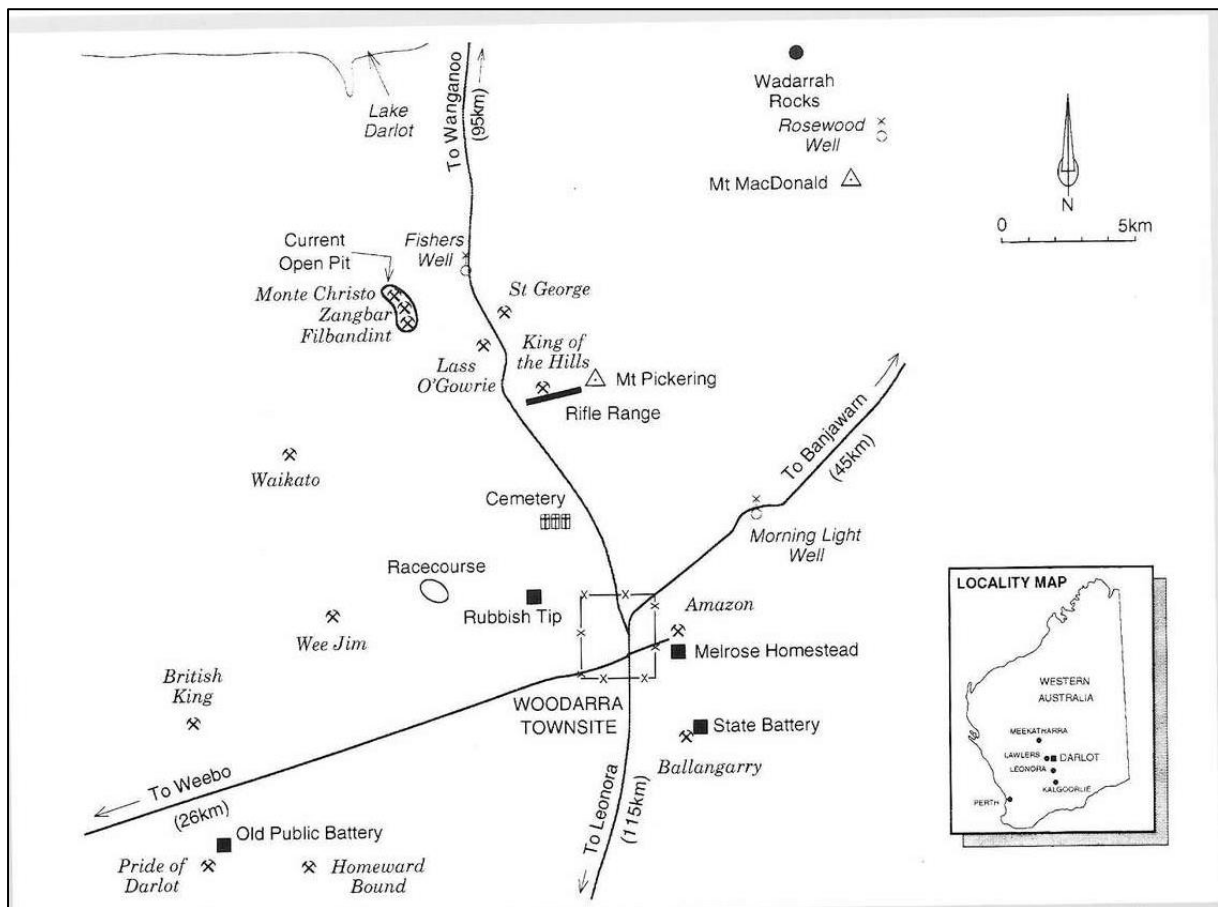 Lake
Darlot
To Wanganoo
(95km)
Wadarrah
Rocks
Rosewood
Well
Mt MacDonald
N
0 5km
Current
Open Pit
Fishers
Well
Monte Christo
Zangbar
Filbandint
St George
Lass
O'Gowrie
King of
the Hills
Mt Pickering
Rifle Range
To Banjawarn
(45km)
Waikato
Cemetery
Morning Light
Well
Racecourse
Rubbish Tip
Amazon
Wee Jim
Melrose Homestead
British
King
WOODARRA
TOWNSITE
State Battery
Ballangarry
To Weebo
(26km)
To Leonora
(115km)
Old Public Battery
Pride of
Darlot
Homeward
Bound
LOCALITY MAP
WESTERN
AUSTRALIA
MEEKATHARRA
LAWLERS
DARLOT
LEONORA
KALGOORLIE
PERTH